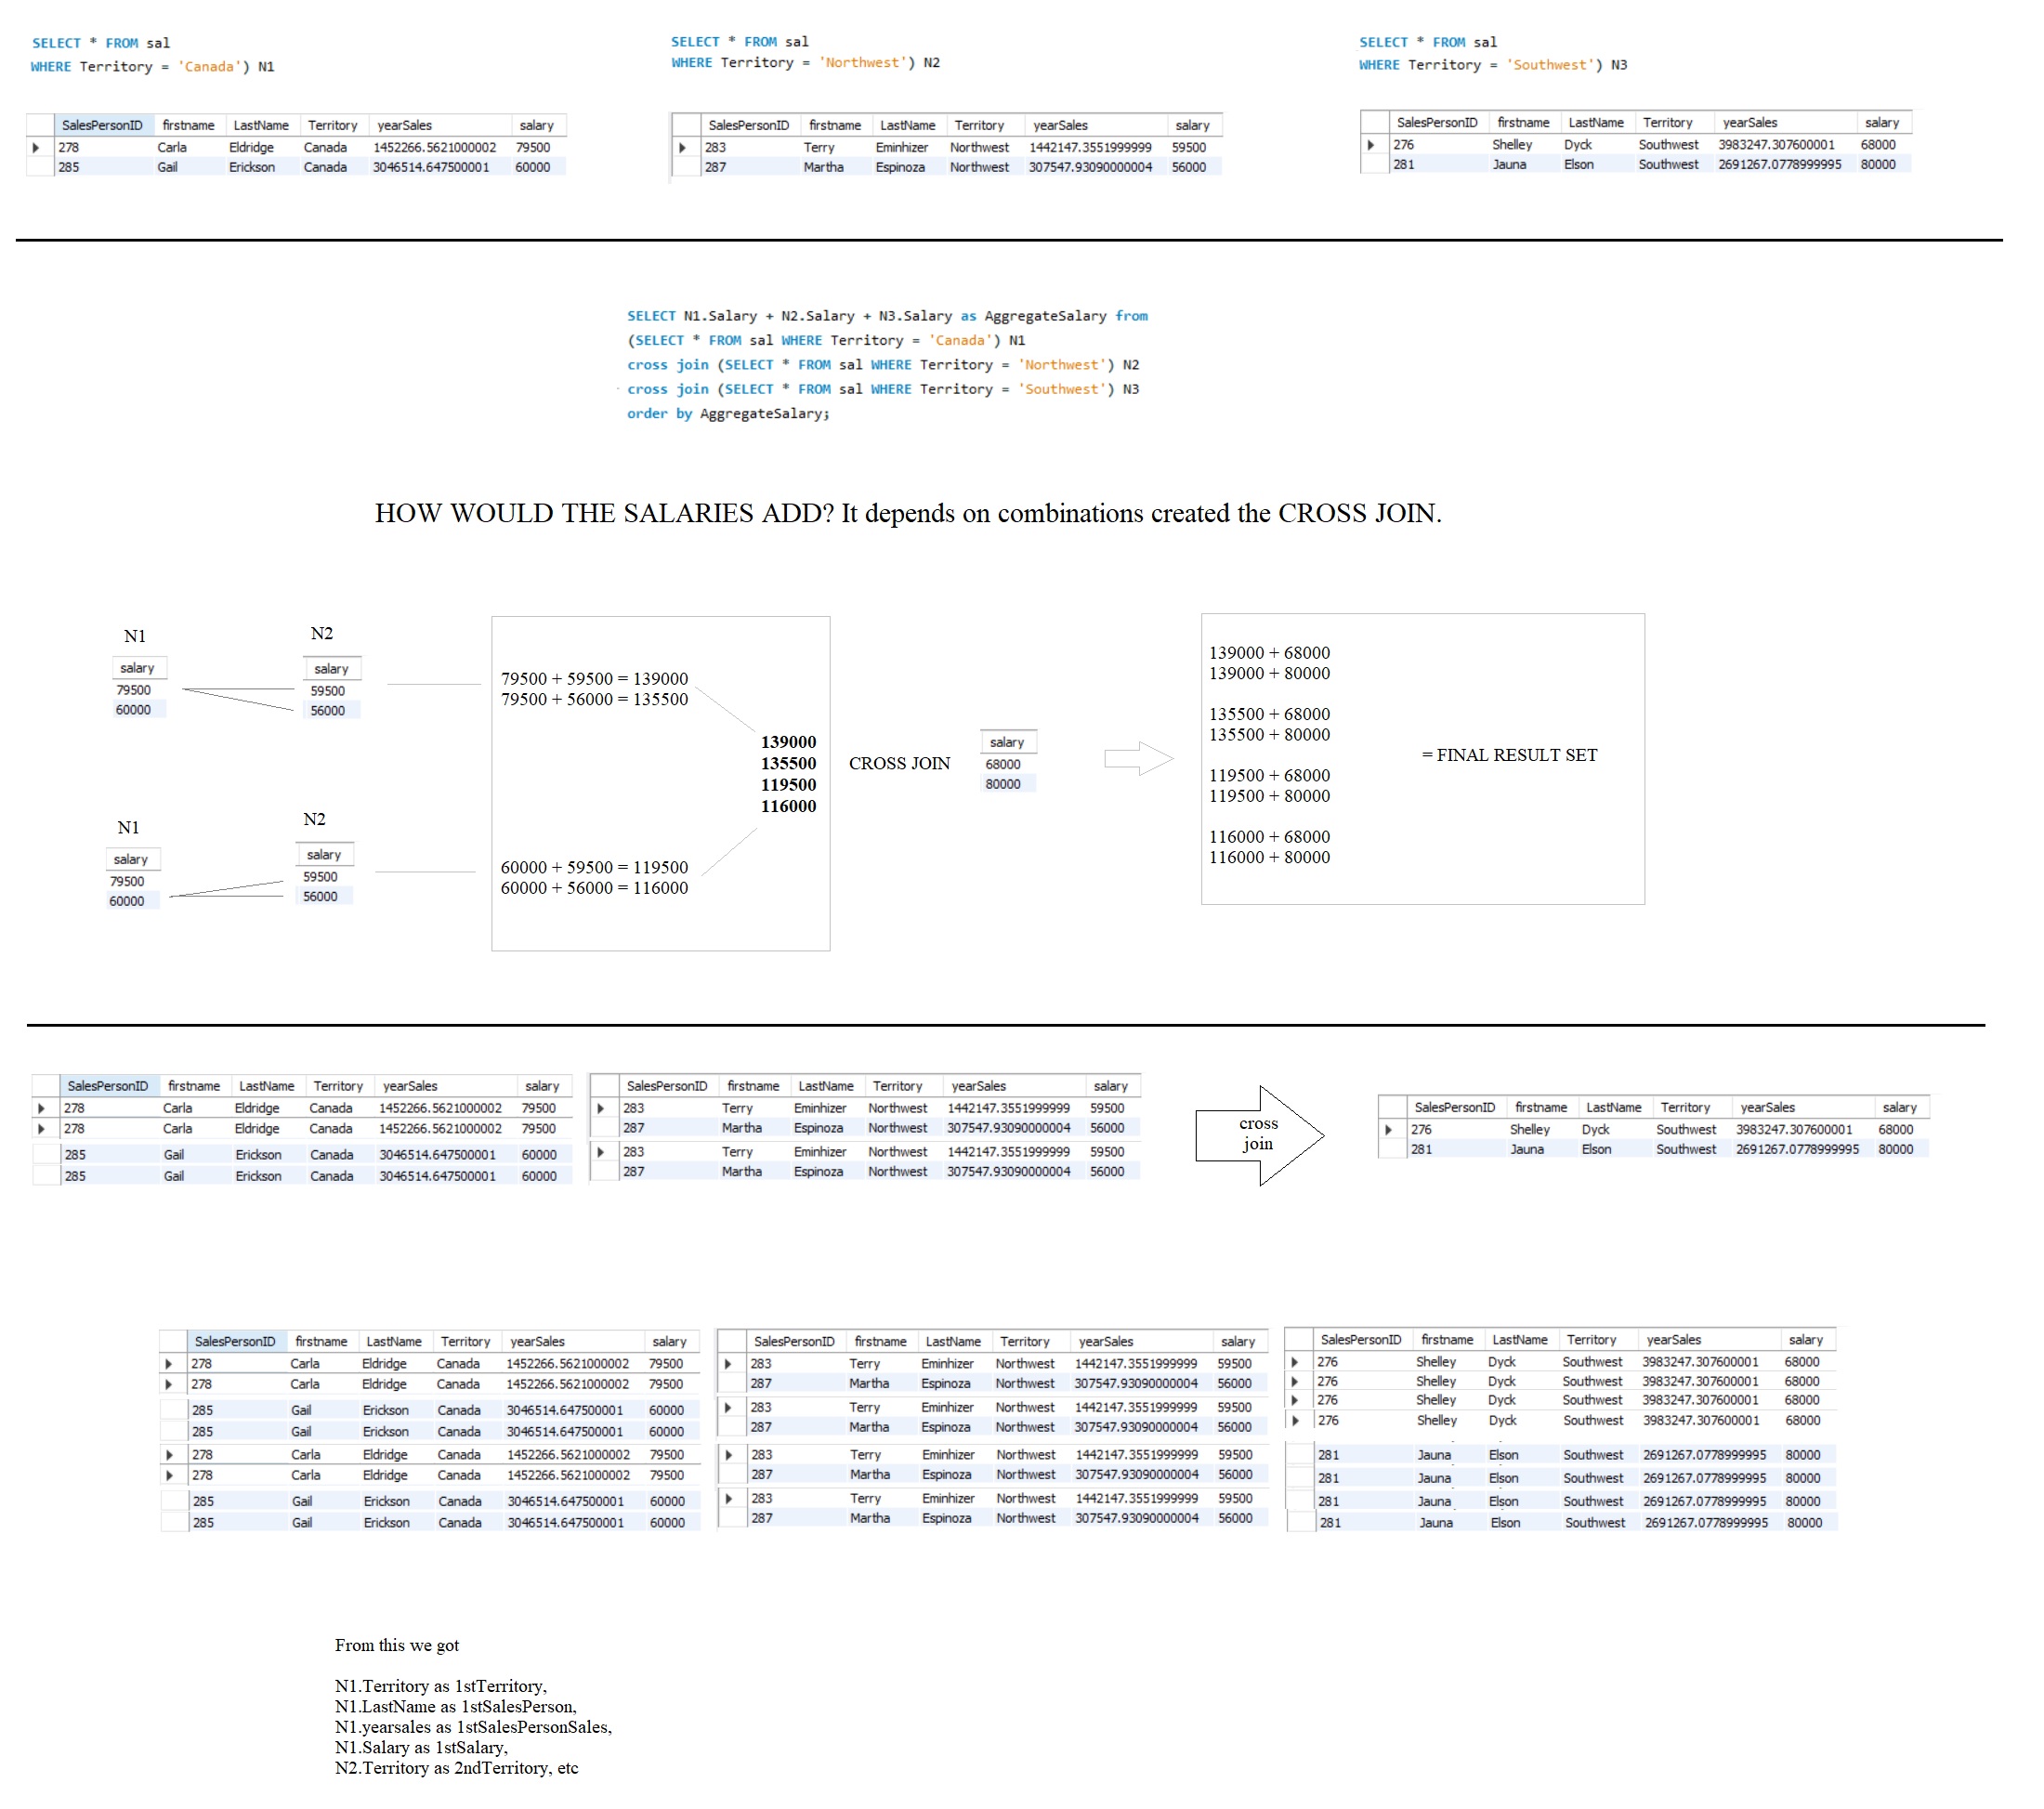 SELECT * FROM sal
WHERE Territory = 'Canada') N1
SELECT * FROM sal
WHERE Territory = 'Northwest') N2
SELECT * FROM sal
WHERE Territory = 'Southwest') N3
SalesPersonID firstname LastName Territory yearSales salary
278 Carla Eldridge Canada 1452266.5621000002 79500
285 Gail Erickson Canada 3046514.647500001 60000
SalesPersonID firstname LastName Territory yearSales salary
283 Terry Eminhizer Northwest 1442147.3551999999 59500
287 Martha Espinoza Northwest 307547.93090000004 56000
SalesPersonID firstname LastName Territory yearSales salary
276 Shelley Dyck Southwest 3983247.307600001 68000
281 Jauna Elson Southwest 2691267.0778999995 80000
SELECT N1.Salary + N2.Salary + N3.Salary as AggregateSalary from
(SELECT * FROM sal WHERE Territory = 'Canada') N1
cross join (SELECT * FROM sal WHERE Territory = 'Northwest') N2
cross join (SELECT * FROM sal WHERE Territory = 'Southwest') N3
order by AggregateSalary;
HOW WOULD THE SALARIES ADD? It depends on combinations created the CROSS JOIN.
N1
salary
79500
60000
N2
salary
59500
56000
79500 + 59500 = 139000
79500 + 56000 = 135500
N1
salary
79500
60000
N2
salary
59500
56000
60000 + 59500 = 119500
60000 + 56000 = 116000
139000
135500
119500
116000
CROSS JOIN
salary
68000
80000
139000 + 68000
139000 + 80000
135500 + 68000
135500 + 80000
119500 + 68000
119500 + 80000
116000 + 68000
116000 + 80000
= FINAL RESULT SET
SalesPersonID firstname LastName Territory yearSales salary
278 Carla Eldridge Canada 1452266.5621000002 79500
278 Carla Eldridge Canada 1452266.5621000002 79500
285 Gail Erickson Canada 3046514.647500001 60000
285 Gail Erickson Canada 3046514.647500001 60000
SalesPersonID firstname LastName Territory yearSales salary
283 Terry Eminhizer Northwest 1442147.3551999999 59500
287 Martha Espinoza Northwest 307547.93090000004 56000
283 Terry Eminhizer Northwest 1442147.3551999999 59500
287 Martha Espinoza Northwest 307547.93090000004 56000
cross
join
SalesPersonID firstname LastName Territory yearSales salary
276 Shelley Dyck Southwest 3983247.307600001 68000
281 Jauna Elson Southwest 2691267.0778999995 80000
SalesPersonID firstname LastName Territory yearSales salary
278 Carla Eldridge Canada 1452266.5621000002 79500
278 Carla Eldridge Canada 1452266.5621000002 79500
285 Gail Erickson Canada 3046514.647500001 60000
285 Gail Erickson Canada 3046514.647500001 60000
278 Carla Eldridge Canada 1452266.5621000002 79500
278 Carla Eldridge Canada 1452266.5621000002 79500
285 Gail Erickson Canada 3046514.647500001 60000
285 Gail Erickson Canada 3046514.647500001 60000
SalesPersonID firstname LastName Territory yearSales salary
283 Terry Eminhizer Northwest 1442147.3551999999 59500
287 Martha Espinoza Northwest 307547.93090000004 56000
283 Terry Eminhizer Northwest 1442147.3551999999 59500
287 Martha Espinoza Northwest 307547.93090000004 56000
283 Terry Eminhizer Northwest 1442147.3551999999 59500
287 Martha Espinoza Northwest 307547.93090000004 56000
283 Terry Eminhizer Northwest 1442147.3551999999 59500
287 Martha Espinoza Northwest 307547.93090000004 56000
SalesPersonID firstname LastName Territory yearSales salary
276 Shelley Dyck Southwest 3983247.307600001 68000
276 Shelley Dyck Southwest 3983247.307600001 68000
276 Shelley Dyck Southwest 3983247.307600001 68000
276 Shelley Dyck Southwest 3983247.307600001 68000
281 Jauna Elson Southwest 2691267.0778999995 80000
281 Jauna Elson Southwest 2691267.0778999995 80000
281 Jauna Elson Southwest 2691267.0778999995 80000
281 Jauna Elson Southwest 2691267.0778999995 80000
From this we got
N1.Territory as 1stTerritory,
N1.LastName as 1stSalesPerson,
N1.yearsales as 1stSalesPersonSales,
N1.Salary as 1stSalary,
N2.Territory as 2ndTerritory, etc